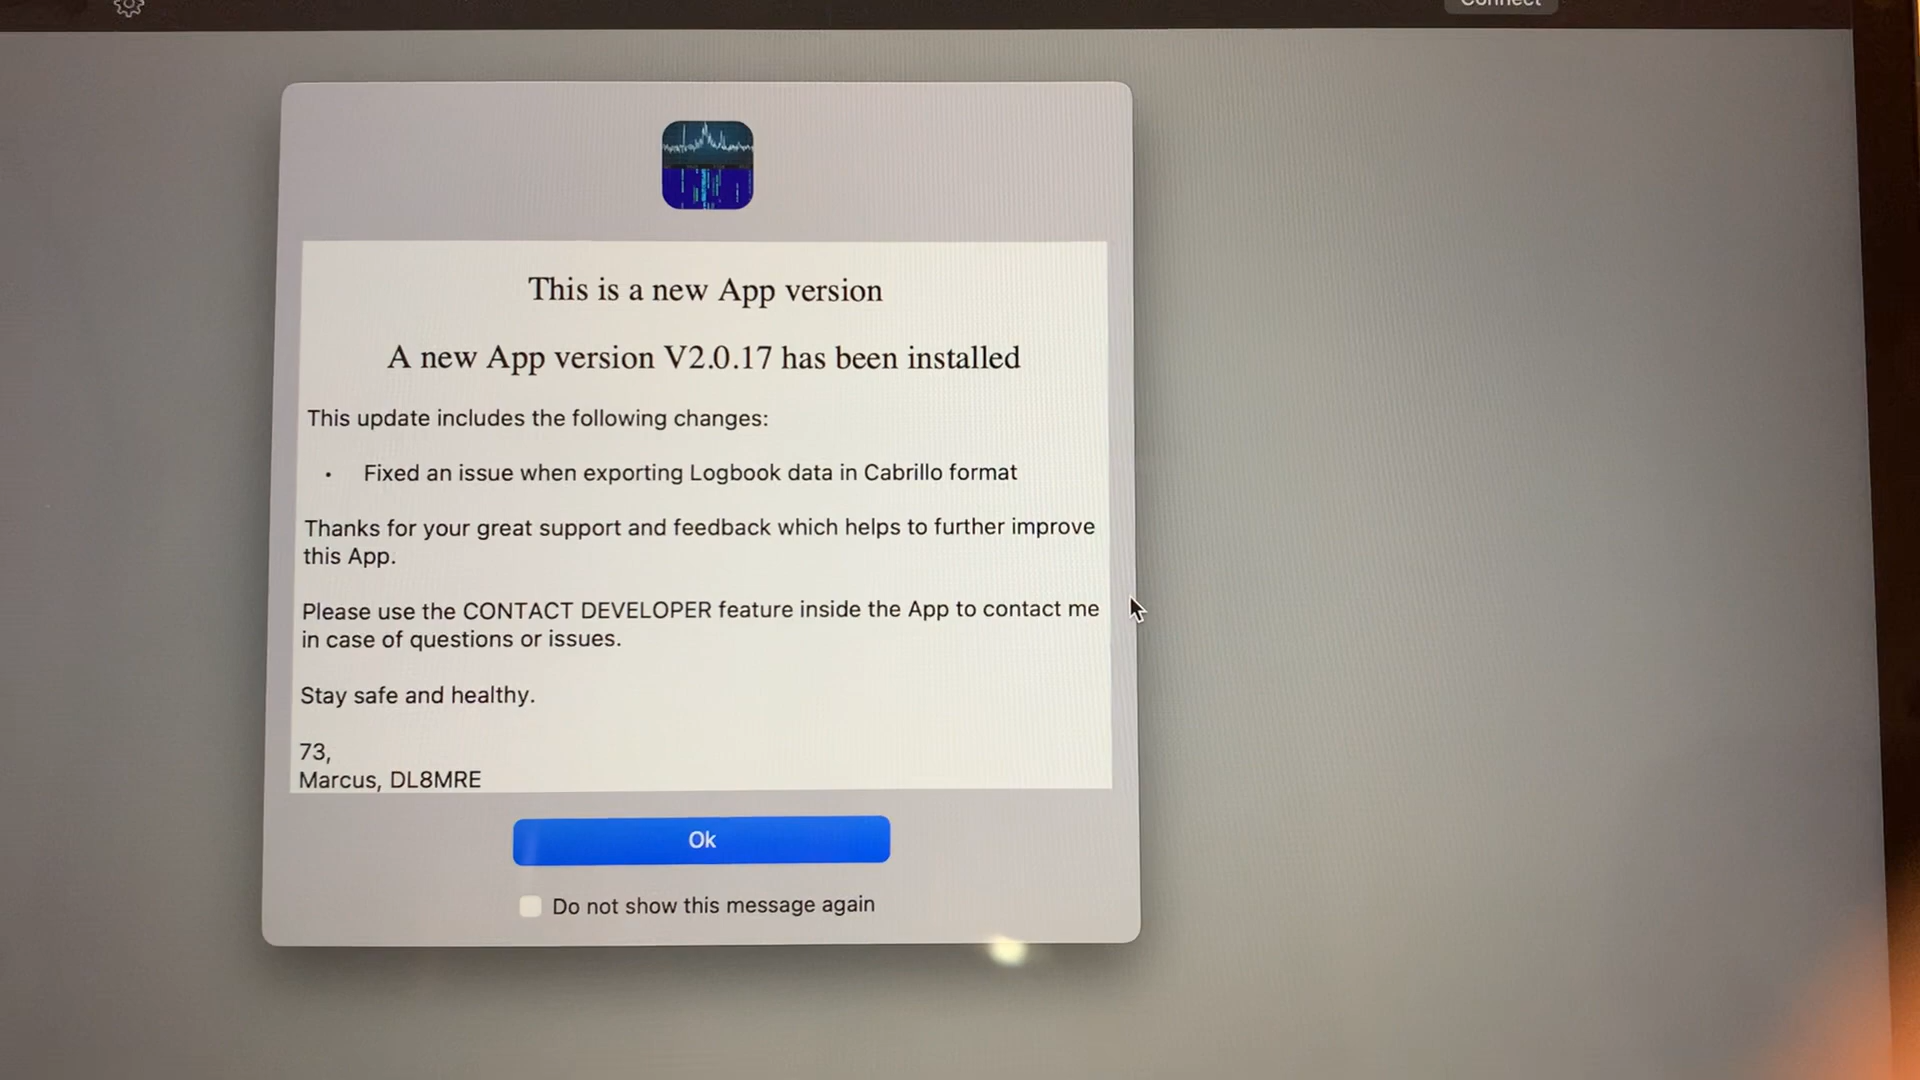 Connect
This is a new App version
A new App version V2.0.17 has been installed
This update includes the following changes:
• Fixed an issue when exporting Logbook data in Cabrillo format
Thanks for your great support and feedback which helps to further improve
this App.
Please use the CONTACT DEVELOPER feature inside the App to contact me
in case of questions or issues.
Stay safe and healthy.
73,
Marcus, DL8MRE
Ok
Do not show this message again